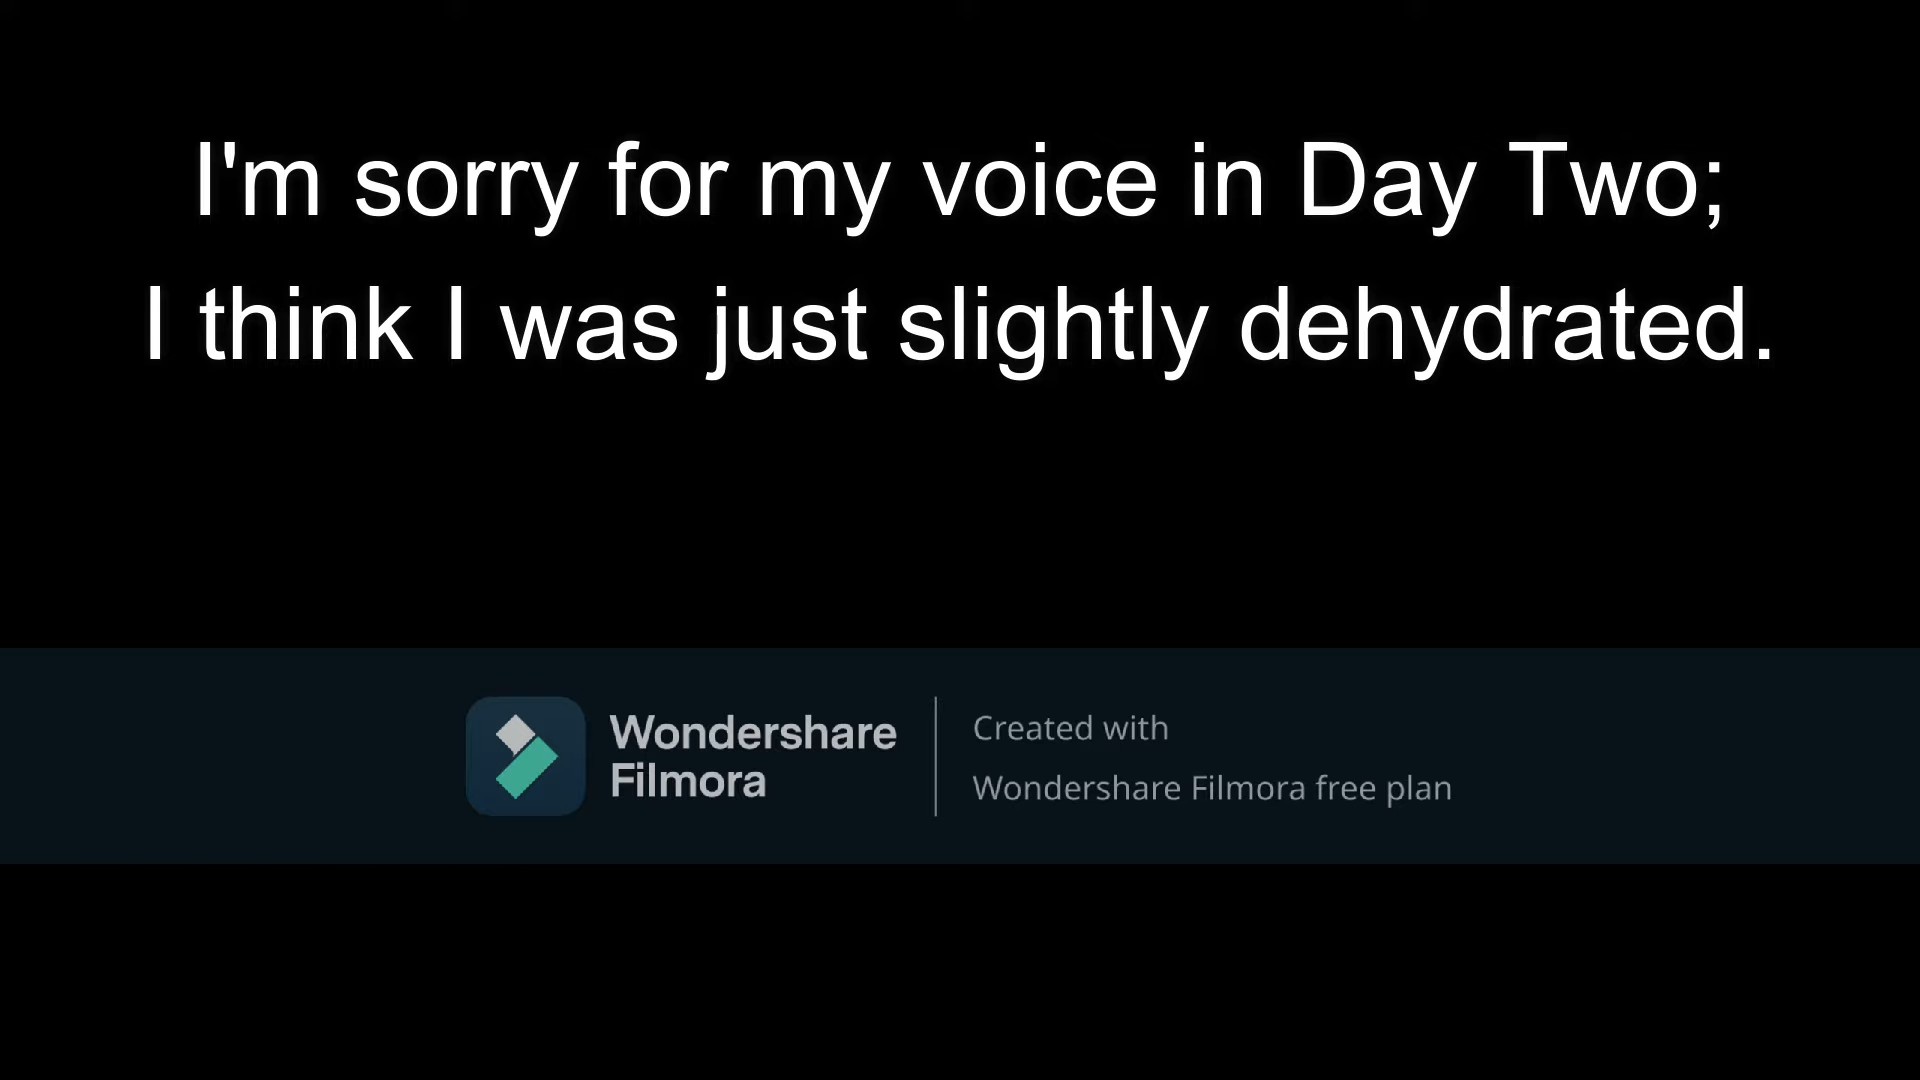 I'm sorry for my voice in Day Two;
I think I was just slightly dehydrated.
Wondershare
Filmora
Created with
Wondershare Filmora free plan